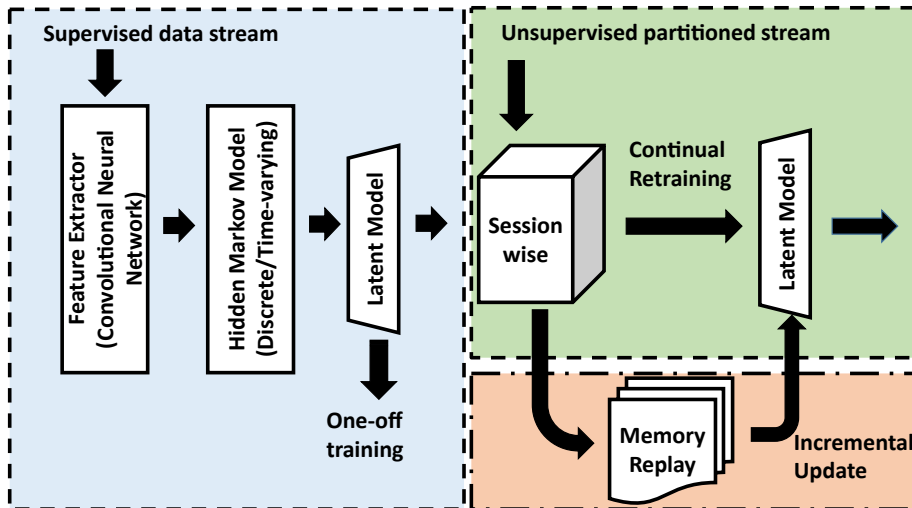 Supervised data stream
Feature Extractor
(Convolutional Neural
Network)
Hidden Markov Model
(Discrete/Time-varying)
Latent Model
One-off
training
Unsupervised partitioned stream
Session
wise
Continual
Retraining
Latent Model
Memory
Replay
Incremental
Update